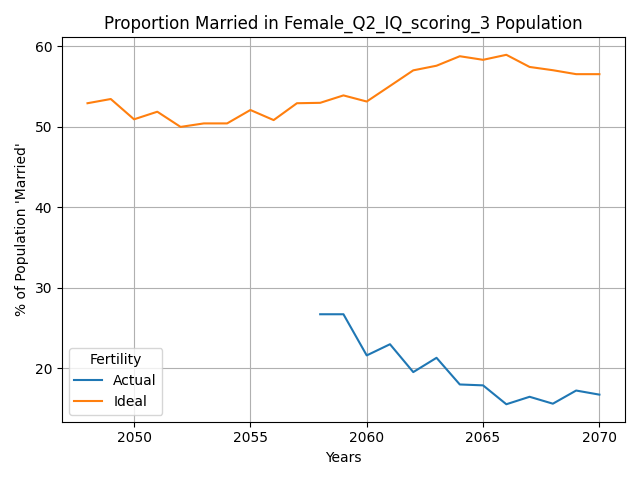 Proportion Married in Female_Q2_IQ_scoring_3 Population
% of Population 'Married'
60
50
40
30
20
Fertility
Actual
Ideal
2050
2055
2060
2065
2070
Years